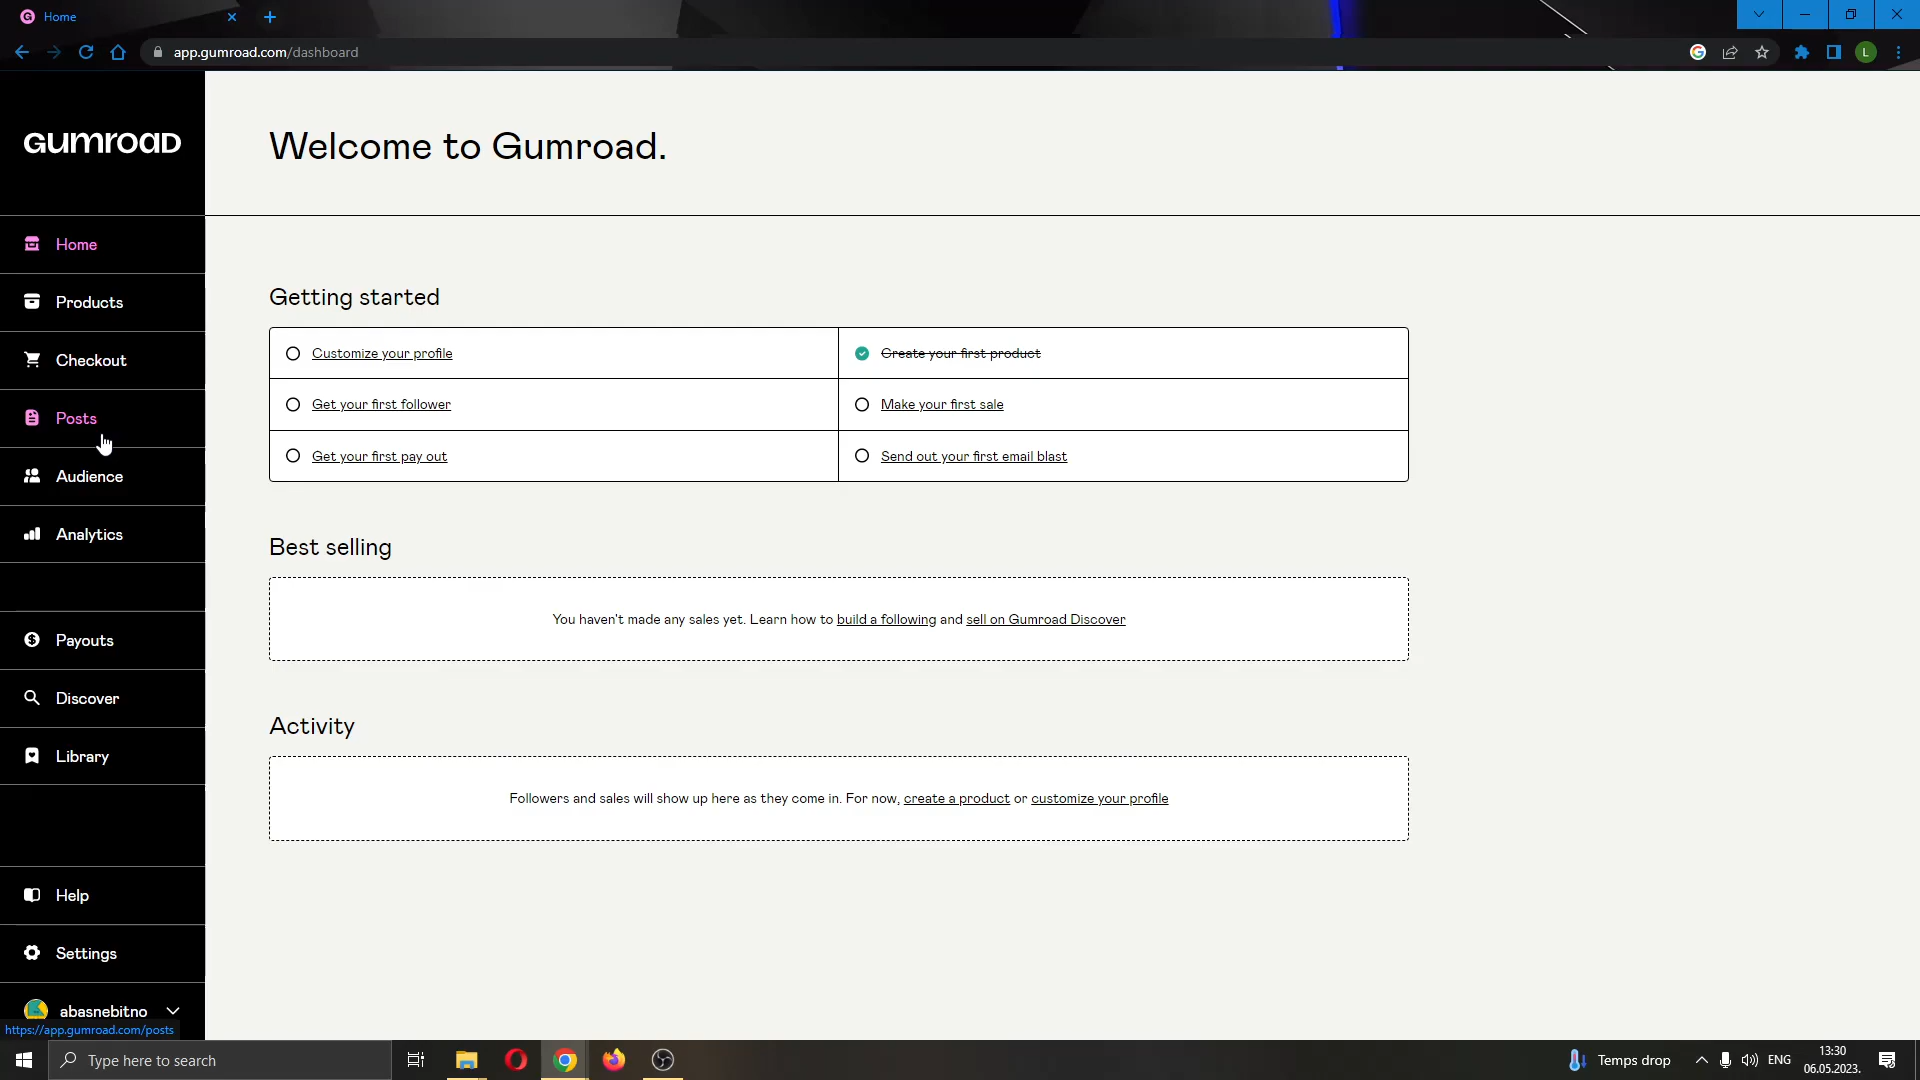 Home
app.gumroad.com/dashboard
L
GUMROAD
Welcome to Gumroad.
Home
Products
Checkout
Posts
Audience
Analytics
Payouts
Discover
Library
Help
Settings
abasnebitno
https://app.gumroad.com/posts
Getting started
Customize your profile
Create your first product
Get your first follower
Make your first sale
Get your first pay out
Send out your first email blast
Best selling
You haven't made any sales yet. Learn how to build a following and sell on Gumroad Discover
Activity
Followers and sales will show up here as they come in. For now, create a product or customize your profile
Type here to search
Temps drop
ENG
13:30
06.05.2023.